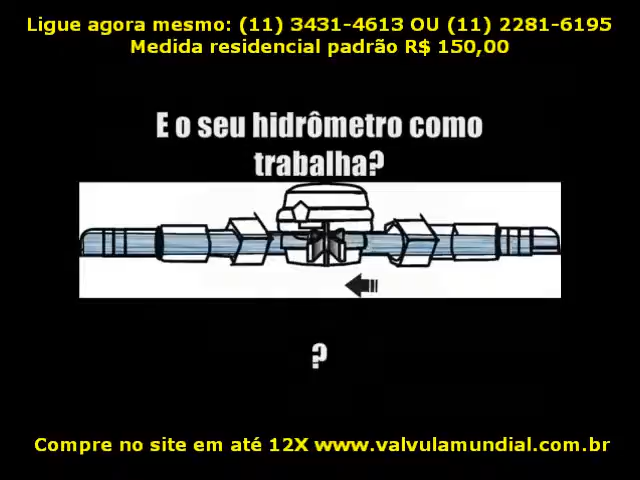 Ligue agora mesmo: (11) 3431-4613 OU (11) 2281-6195
Medida residencial padrão R$ 150,00
E o seu hidrômetro como
trabalha?
?
Compre no site em até 12X www.valvulamundial.com.br